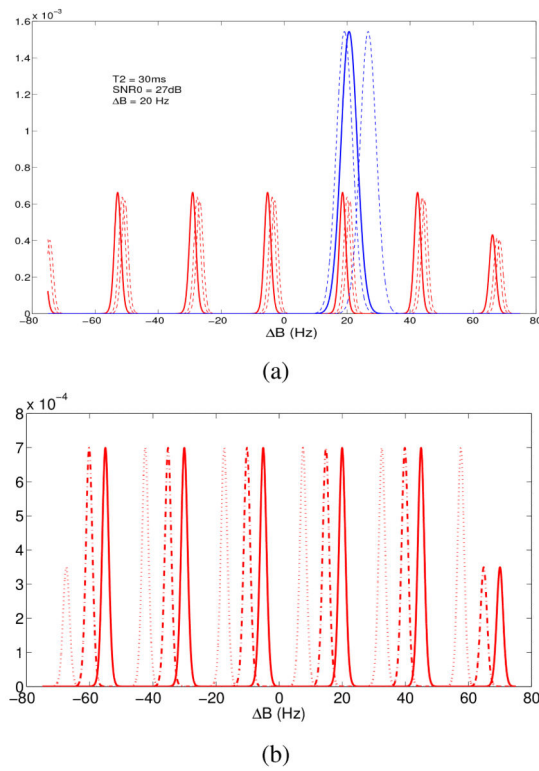 x 10⁻³
1.6
1.4
1.2
1
0.8
0.6
0.4
0.2
0
T2 = 30ms
SNR0 = 27dB
ΔB = 20 Hz
−80 −60 −40 −20 0 20 40 60 80
ΔB (Hz)
(a)
x 10⁻⁴
8
7
6
5
4
3
2
1
0
−80 −60 −40 −20 0 20 40 60 80
ΔB (Hz)
(b)